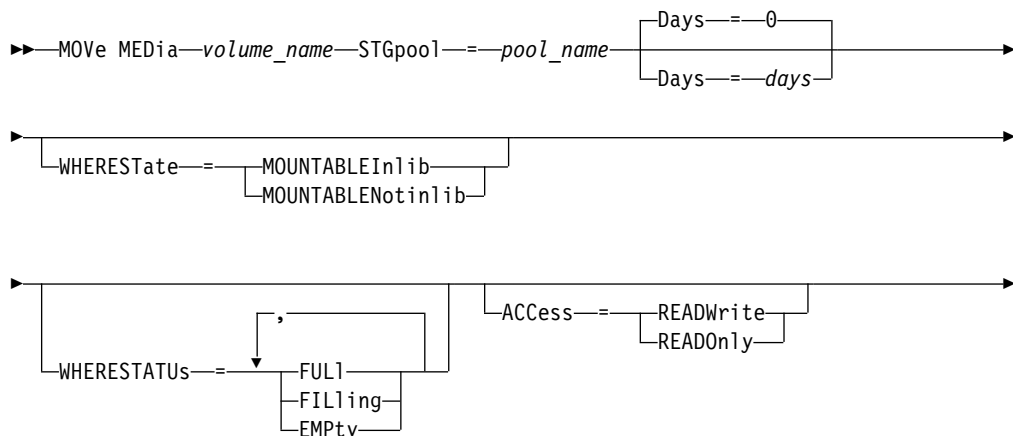 Days = 0
MOVe MEDia volume_name STGpool = pool_name
Days = days
WHERESTate = MOUNTABLEInlib
MOUNTABLENotinlib
,
WHERESTATUs = FULl
FILling
EMPty
ACCess = READWrite
READOnly